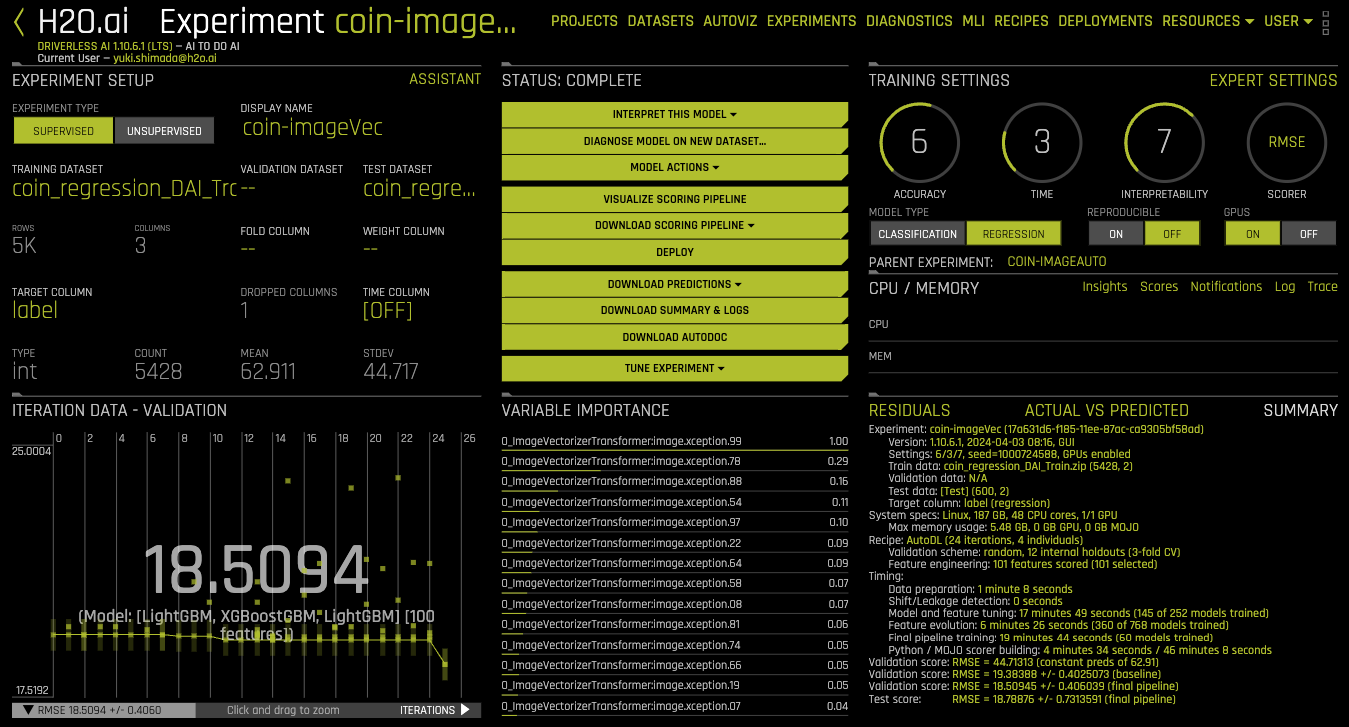 H2O.ai Experiment coin-image...
PROJECTS DATASETS AUTOVIZ EXPERIMENTS DIAGNOSTICS MLI RECIPES DEPLOYMENTS RESOURCES USER
DRIVERLESS AI 1.10.6.1 (LTS) — AI TO DO AI
Current User — yuki.shimada@h2o.ai
EXPERIMENT SETUP ASSISTANT
EXPERIMENT TYPE DISPLAY NAME
SUPERVISED UNSUPERVISED coin-imageVec
TRAINING DATASET VALIDATION DATASET TEST DATASET
coin_regression_DAI_Trc -- coin_regre...
ROWS COLUMNS FOLD COLUMN WEIGHT COLUMN
5K 3 -- --
TARGET COLUMN DROPPED COLUMNS TIME COLUMN
label 1 [OFF]
TYPE COUNT MEAN STDEV
int 5428 62.911 44.717
STATUS: COMPLETE
INTERPRET THIS MODEL
DIAGNOSE MODEL ON NEW DATASET...
MODEL ACTIONS
VISUALIZE SCORING PIPELINE
DOWNLOAD SCORING PIPELINE
DEPLOY
DOWNLOAD PREDICTIONS
DOWNLOAD SUMMARY & LOGS
DOWNLOAD AUTODOC
TUNE EXPERIMENT
TRAINING SETTINGS EXPERT SETTINGS
6 3 7 RMSE
ACCURACY TIME INTERPRETABILITY SCORER
MODEL TYPE REPRODUCIBLE GPUS
CLASSIFICATION REGRESSION ON OFF ON OFF
PARENT EXPERIMENT: COIN-IMAGEAUTO
CPU / MEMORY Insights Scores Notifications Log Trace
CPU
MEM
ITERATION DATA - VALIDATION
0 2 4 6 8 10 12 14 16 18 20 22 24 26
25.0004
18.5094
(Model: [LightGBM, XGBoostGBM, LightGBM] [100
features])
17.5192
RMSE 18.5094 +/- 0.4060 Click and drag to zoom ITERATIONS
VARIABLE IMPORTANCE
0_ImageVectorizerTransformer:image.xception.99 1.00
0_ImageVectorizerTransformer:image.xception.78 0.29
0_ImageVectorizerTransformer:image.xception.88 0.16
0_ImageVectorizerTransformer:image.xception.54 0.11
0_ImageVectorizerTransformer:image.xception.97 0.10
0_ImageVectorizerTransformer:image.xception.22 0.09
0_ImageVectorizerTransformer:image.xception.64 0.09
0_ImageVectorizerTransformer:image.xception.58 0.07
0_ImageVectorizerTransformer:image.xception.08 0.07
0_ImageVectorizerTransformer:image.xception.81 0.06
0_ImageVectorizerTransformer:image.xception.74 0.05
0_ImageVectorizerTransformer:image.xception.66 0.05
0_ImageVectorizerTransformer:image.xception.19 0.05
0_ImageVectorizerTransformer:image.xception.07 0.04
RESIDUALS ACTUAL VS PREDICTED SUMMARY
Experiment: coin-imageVec (17a631d6-f185-11ee-87ac-ca9305bf58ad)
Version: 1.10.6.1, 2024-04-03 08:16, GUI
Settings: 6/3/7, seed=1000724588, GPUs enabled
Train data: coin_regression_DAI_Train.zip (5428, 2)
Validation data: N/A
Test data: [Test] (600, 2)
Target column: label (regression)
System specs: Linux, 187 GB, 48 CPU cores, 1/1 GPU
Max memory usage: 5.48 GB, 0 GB GPU, 0 GB MOJO
Recipe: AutoDL (24 iterations, 4 individuals)
Validation scheme: random, 12 internal holdouts (3-fold CV)
Feature engineering: 101 features scored (101 selected)
Timing:
Data preparation: 1 minute 8 seconds
Shift/Leakage detection: 0 seconds
Model and feature tuning: 17 minutes 49 seconds (145 of 252 models trained)
Feature evolution: 6 minutes 26 seconds (360 of 768 models trained)
Final pipeline training: 19 minutes 44 seconds (60 models trained)
Python / MOJO scorer building: 4 minutes 34 seconds / 46 minutes 8 seconds
Validation score: RMSE = 44.71313 (constant preds of 62.91)
Validation score: RMSE = 19.38388 +/- 0.4025073 (baseline)
Validation score: RMSE = 18.50945 +/- 0.406039 (final pipeline)
Test score: RMSE = 18.78876 +/- 0.7313591 (final pipeline)